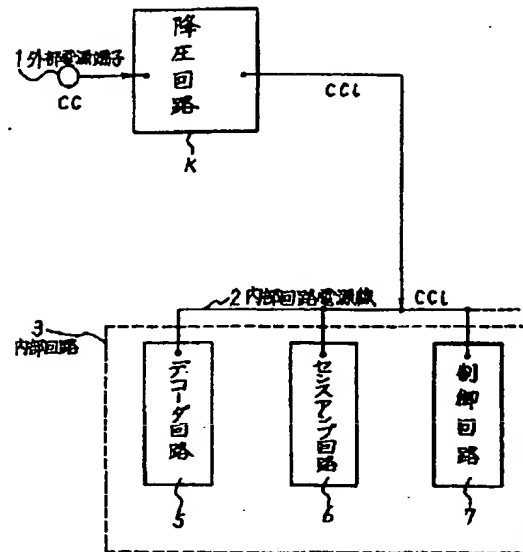 1 外部電源端子
CC
降圧回路
K
CCi
2 内部回路電源線
CCi
3
内部回路
デコーダ回路
5
センスアンプ回路
6
制御回路
7